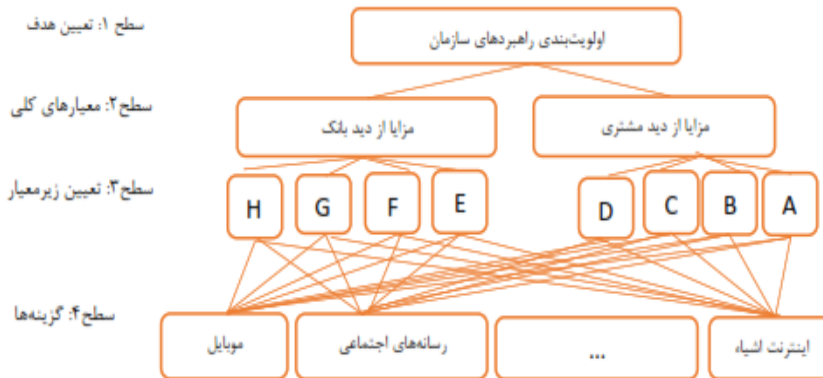 سطح ۱: تعیین هدف
اولویت‌بندی راهبردهای سازمان
سطح۲: معیارهای کلی
مزایا از دید مشتری
مزایا از دید بانک
سطح۳: تعیین زیرمعیار
A
B
C
D
E
F
G
H
سطح۴: گزینه‌ها
اینترنت اشیاء
...
رسانه‌های اجتماعی
موبایل